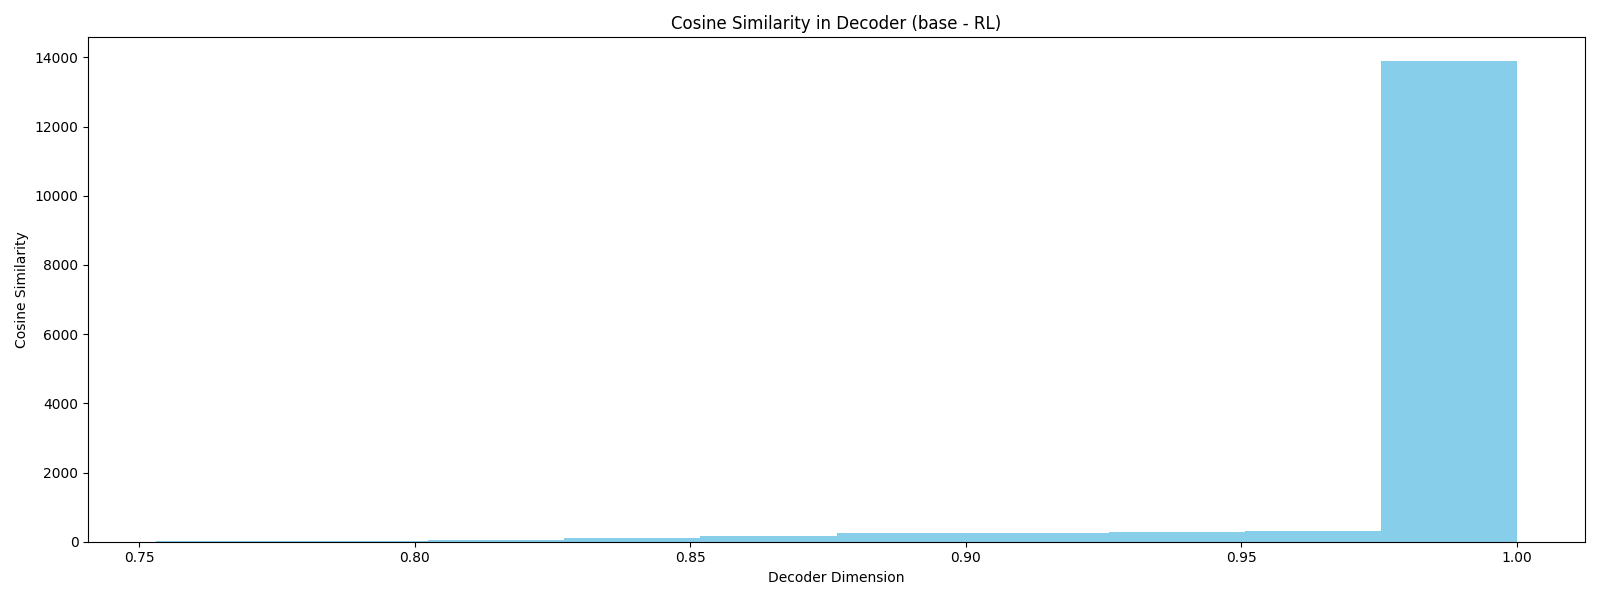 Cosine Similarity in Decoder (base - RL)
Cosine Similarity
14000
12000
10000
8000
6000
4000
2000
0
0.75 0.80 0.85 0.90 0.95 1.00
Decoder Dimension